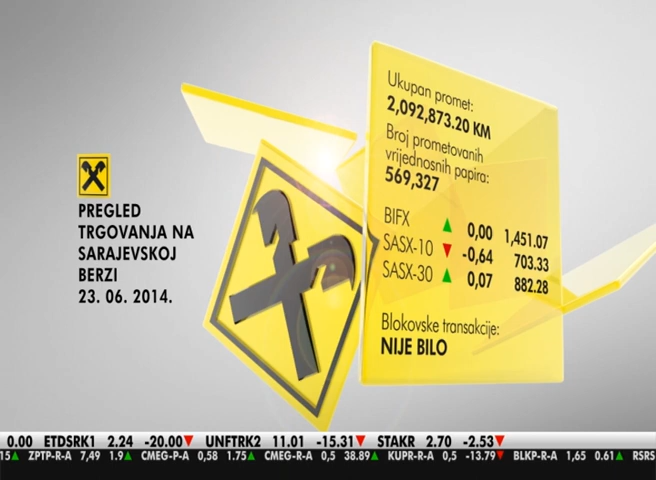 PREGLED
TRGOVANJA NA
SARAJEVSKOJ
BERZI
23. 06. 2014.
Ukupan promet:
2,092,873.20 KM
Broj prometovanih
vrijednosnih papira:
569,327
BIFX ▲ 0,00 1,451.07
SASX-10 ▼ -0,64 703.33
SASX-30 ▲ 0,07 882.28
Blokovske transakcije:
NIJE BILO
0.00 ETDSRK1 2.24 -20.00▼ UNFTRK2 11.01 -15.31▼ STAKR 2.70 -2.53▼
15▲ ZPTP-R-A 7,49 1.9▲ CMEG-P-A 0,58 1.75▲ CMEG-R-A 0,5 38.89▲ KUPR-R-A 0,5 -13.79▼ BLKP-R-A 1,65 0.61▲ RSRS